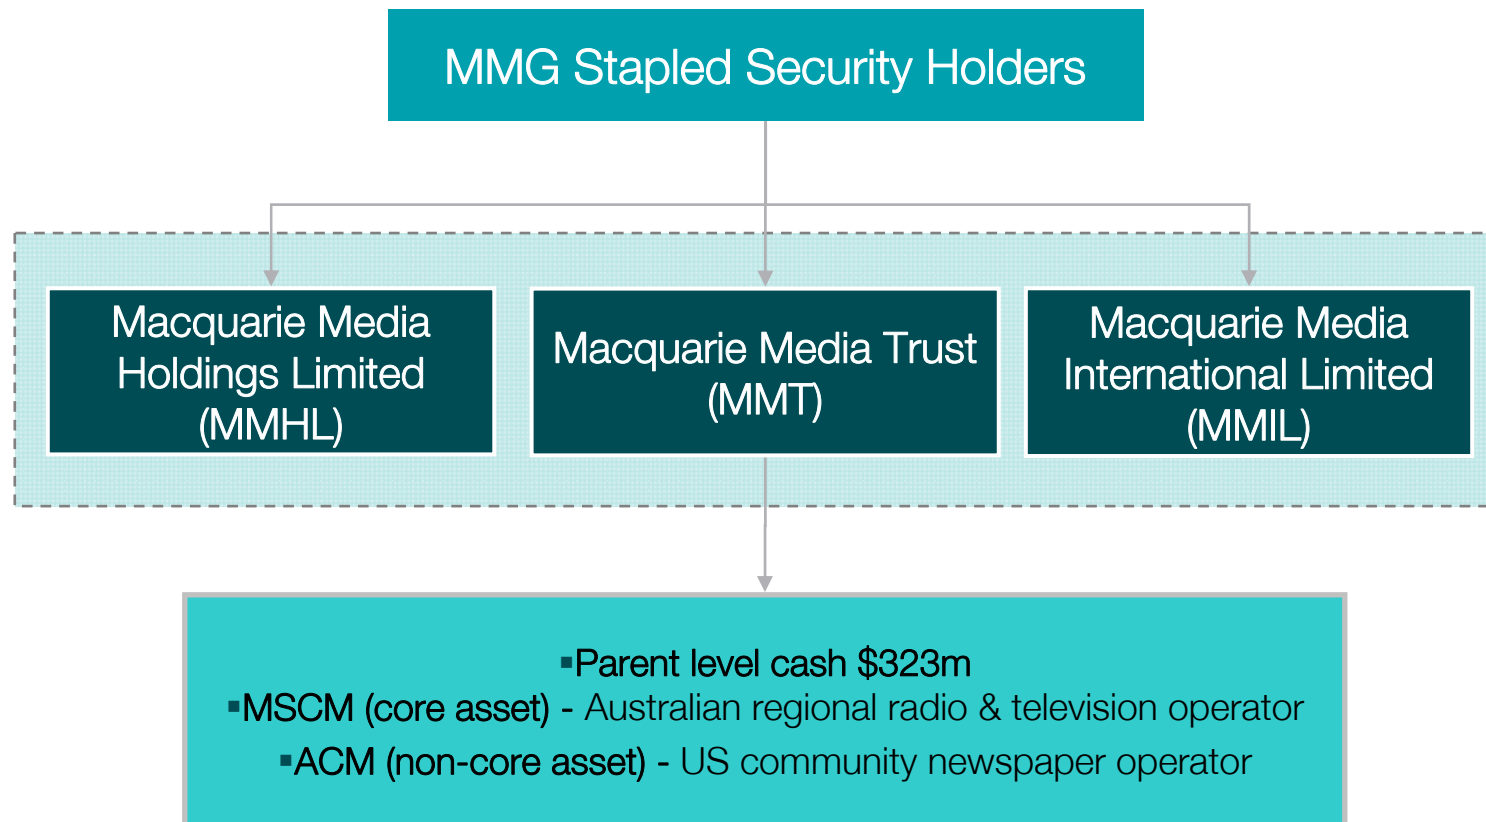 MMG Stapled Security Holders
Macquarie Media
Holdings Limited
(MMHL)
Macquarie Media Trust
(MMT)
Macquarie Media
International Limited
(MMIL)
▪Parent level cash $323m
▪MSCM (core asset) - Australian regional radio & television operator
▪ACM (non-core asset) - US community newspaper operator